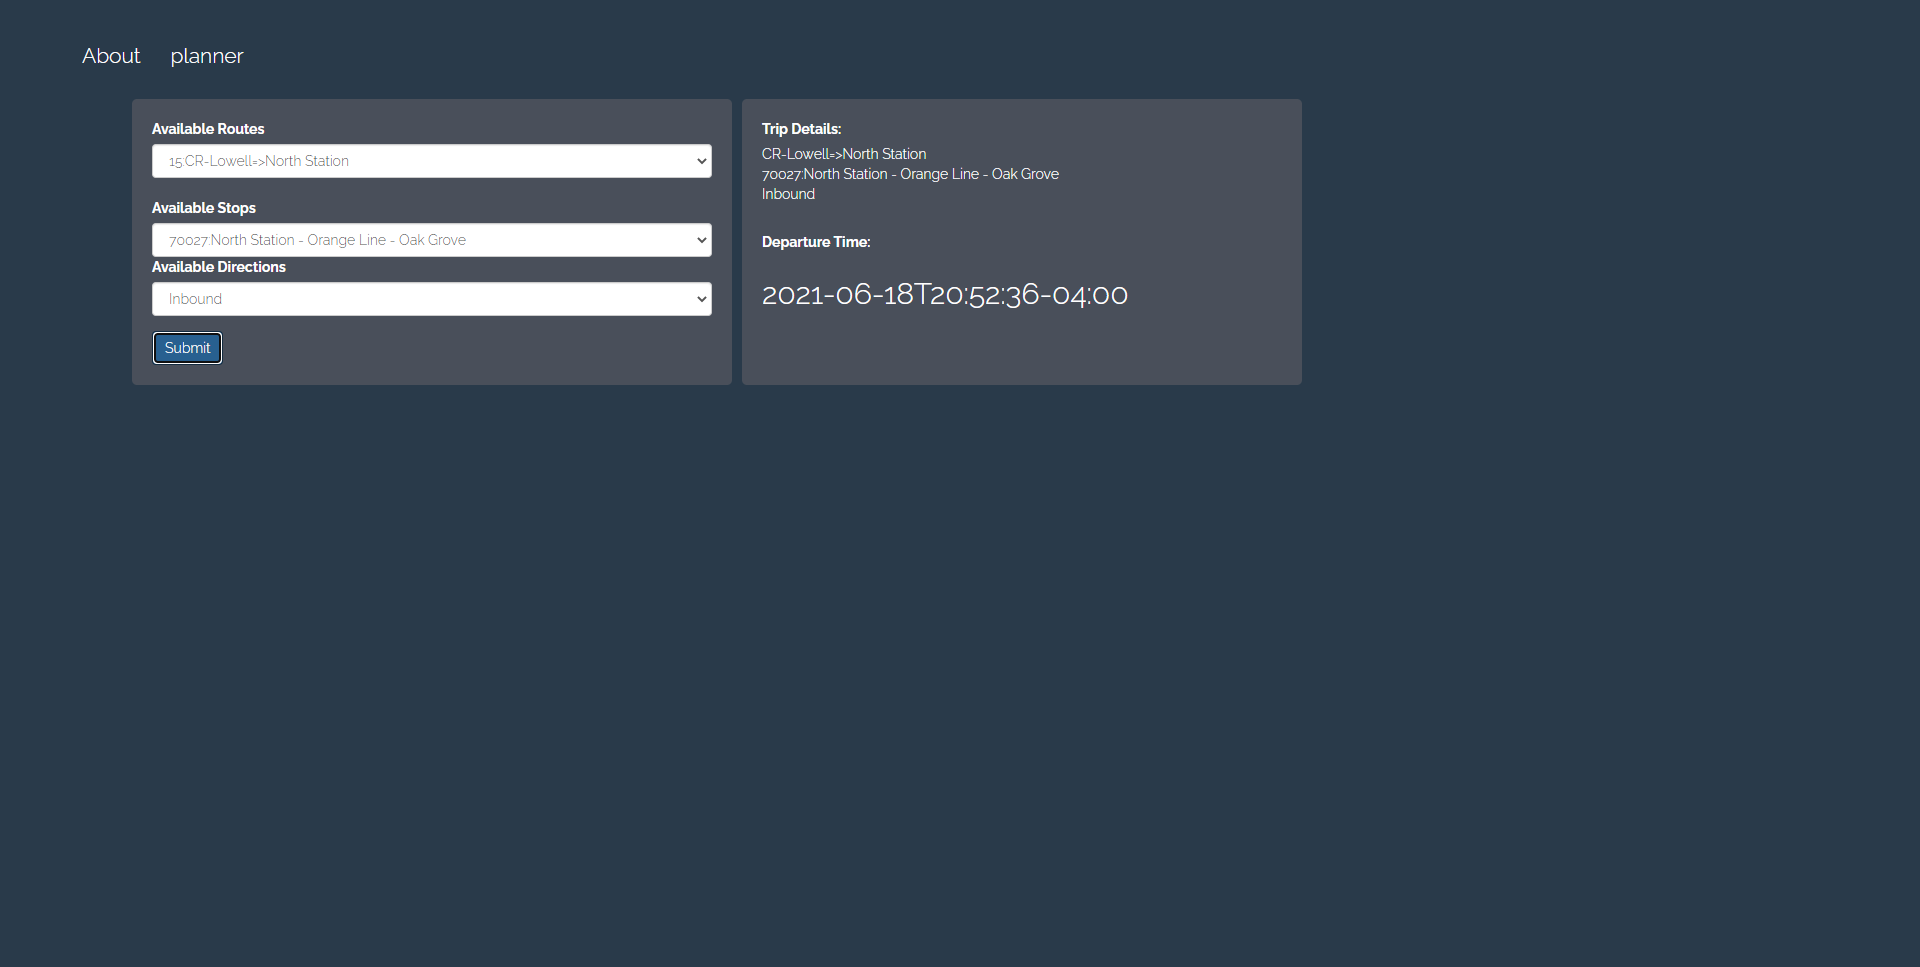 About planner
Available Routes
15:CR-Lowell=>North Station
Available Stops
70027:North Station - Orange Line - Oak Grove
Available Directions
Inbound
Submit
Trip Details:
CR-Lowell=>North Station
70027:North Station - Orange Line - Oak Grove
Inbound
Departure Time:
2021-06-18T20:52:36-04:00